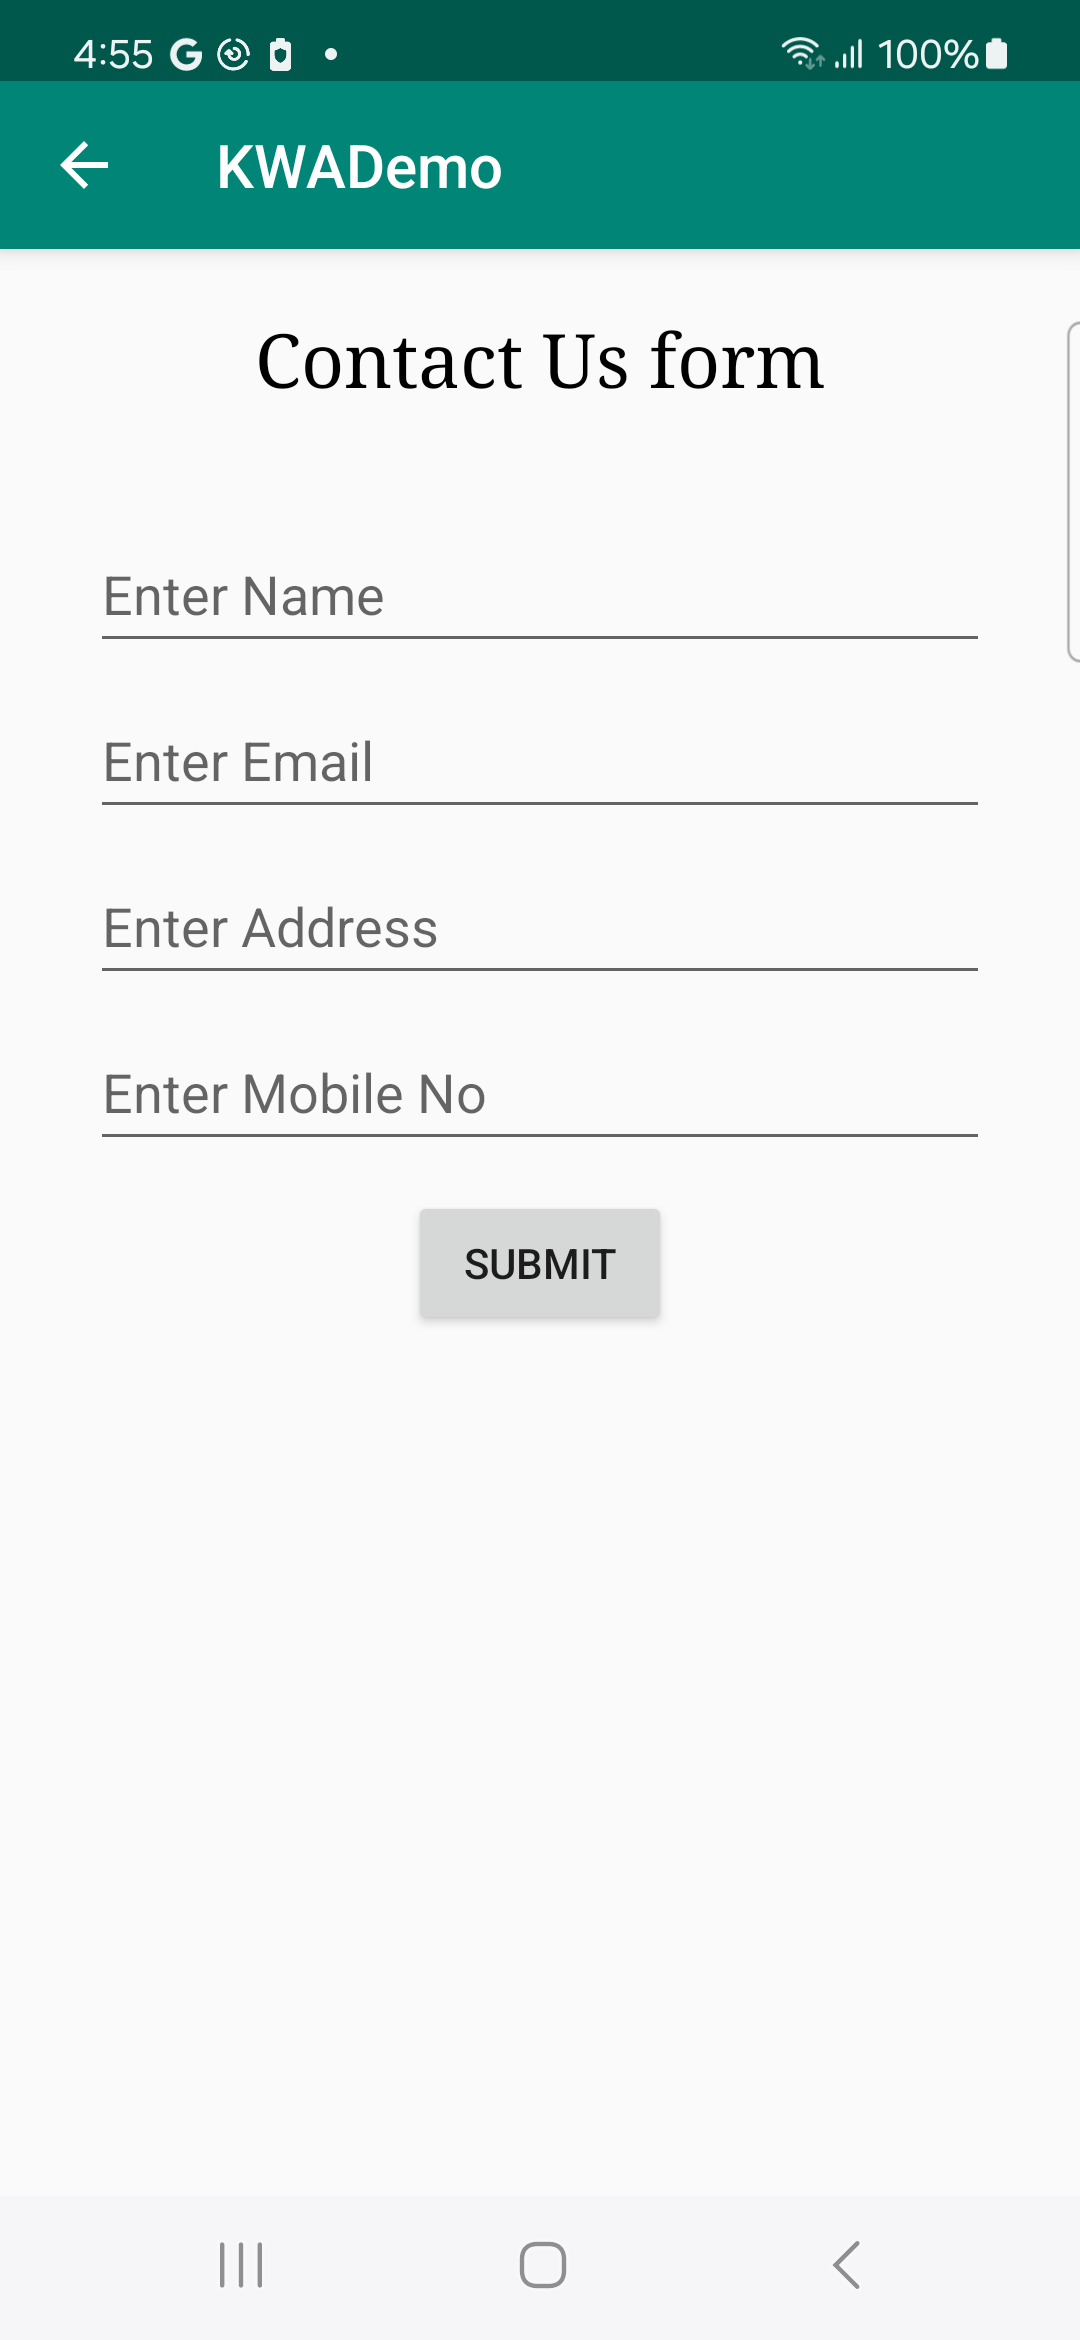 4:55 G 100%
KWADemo
Contact Us form
Enter Name
Enter Email
Enter Address
Enter Mobile No
SUBMIT